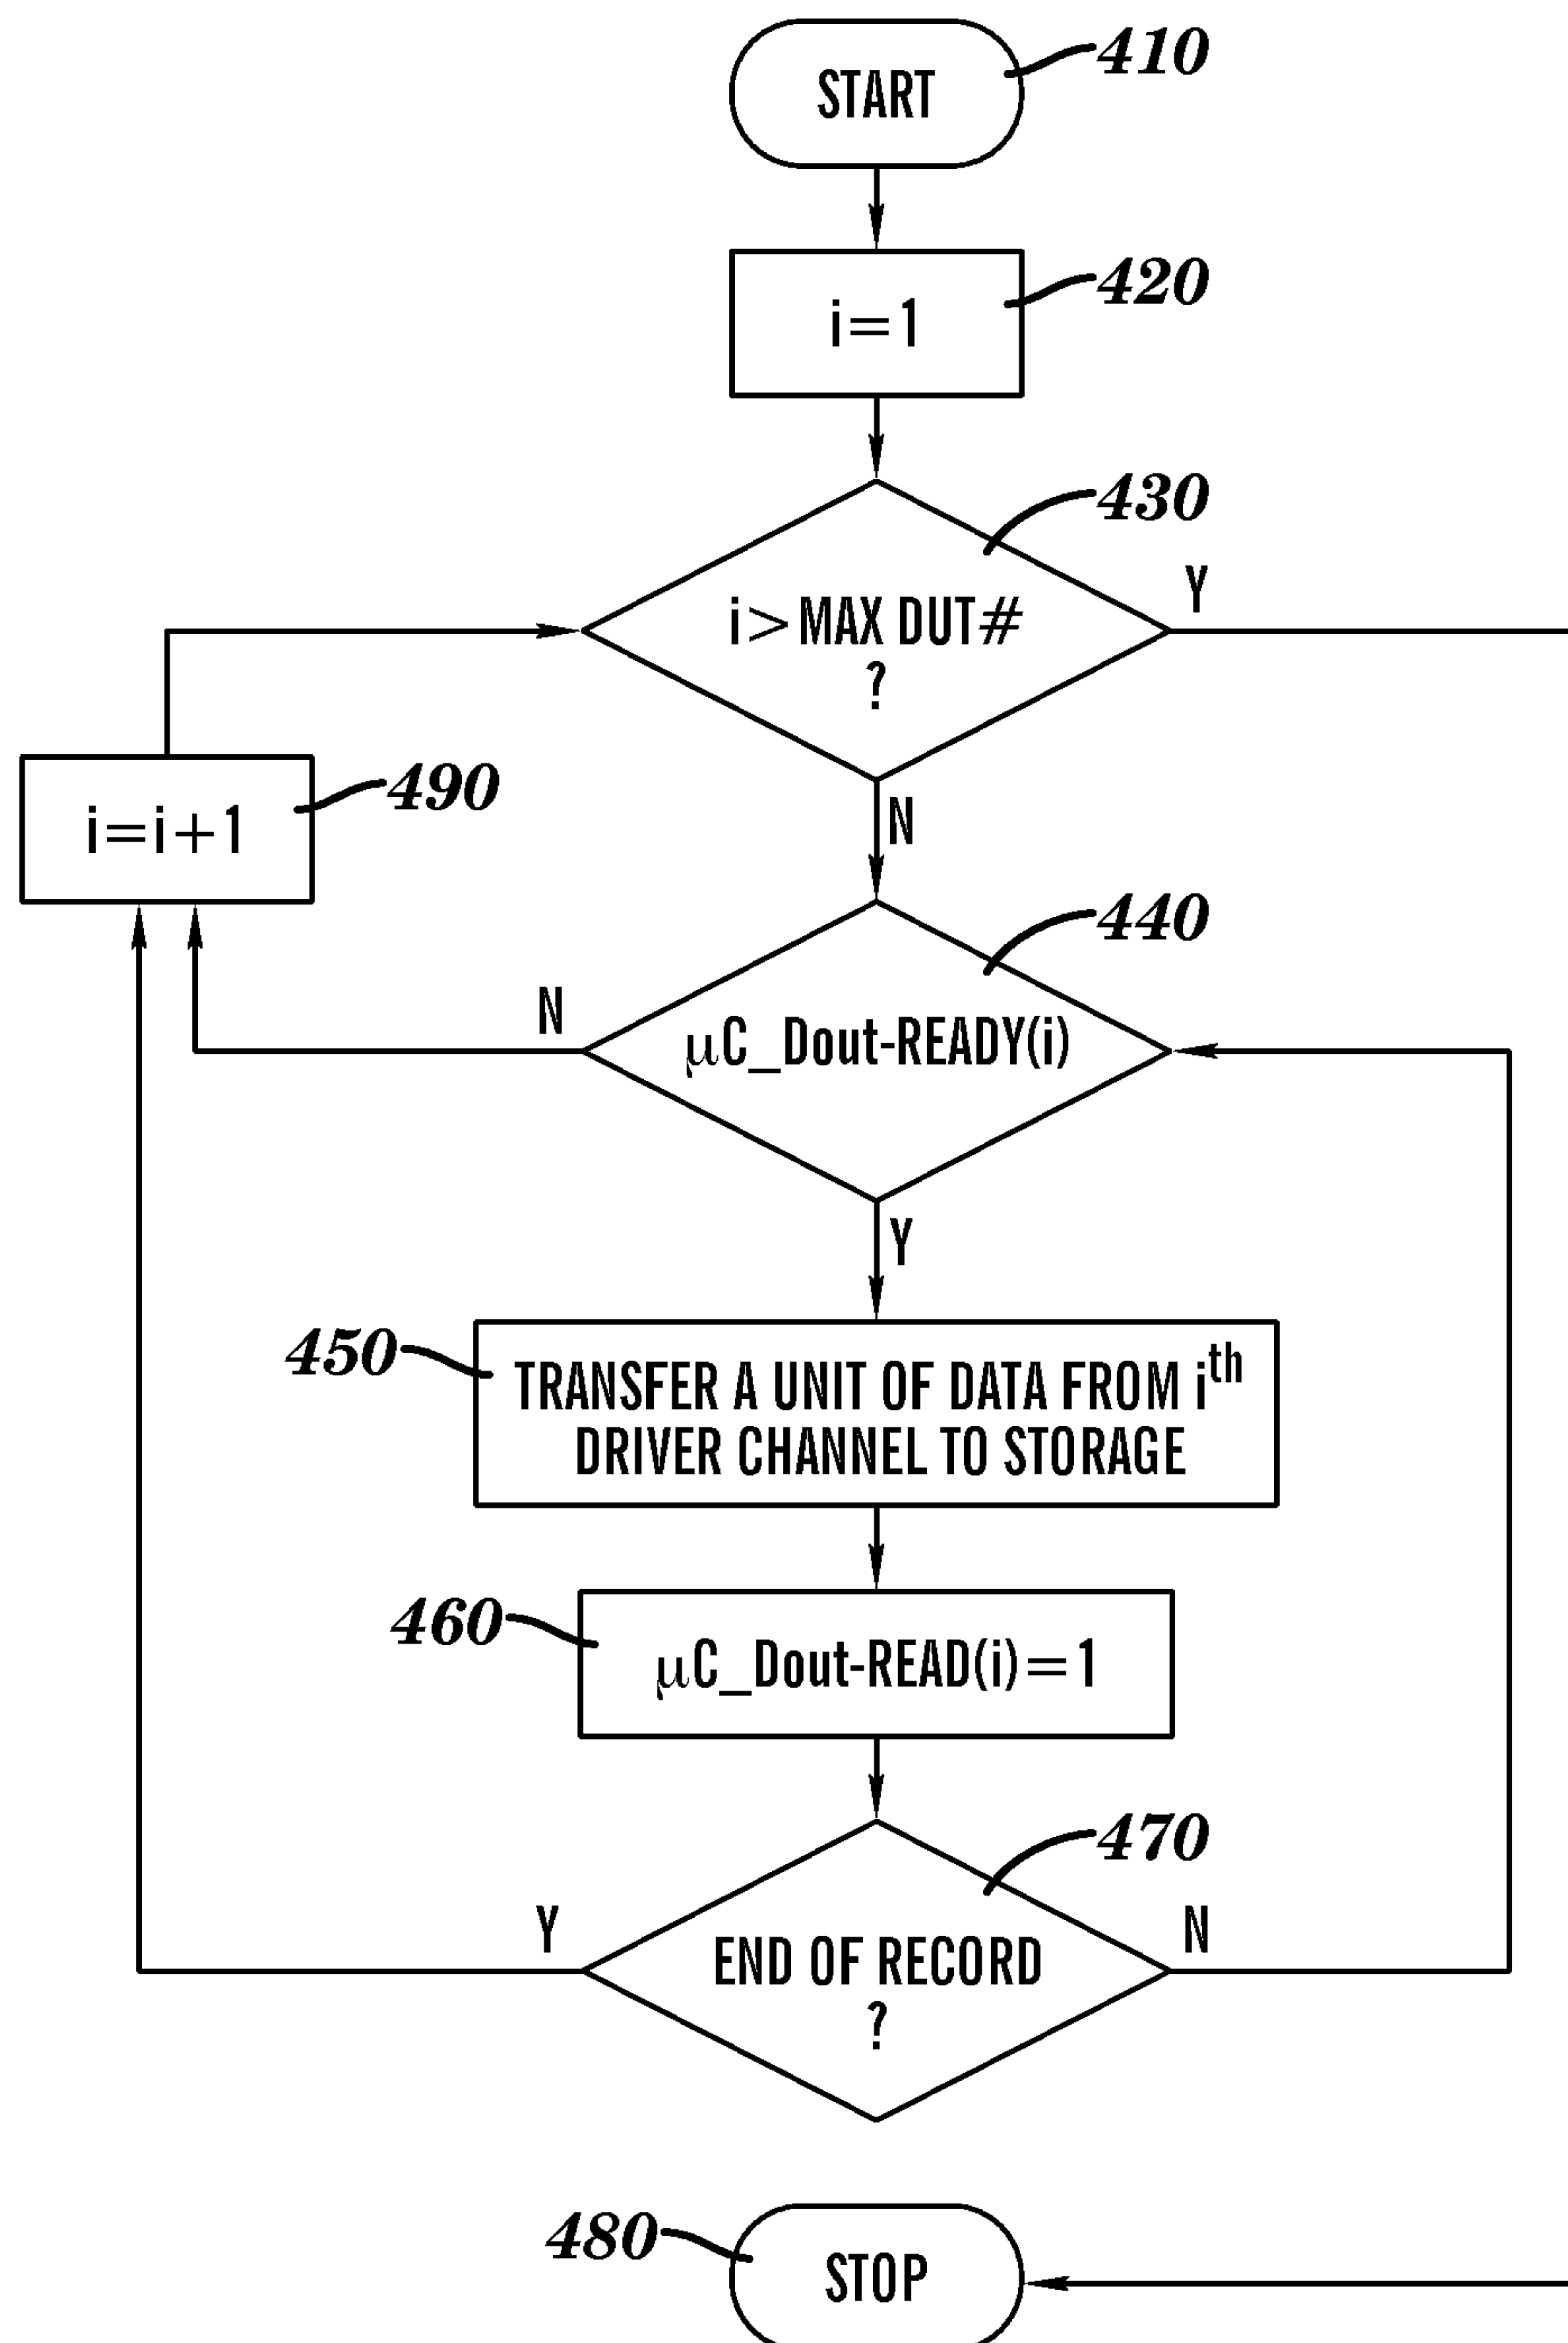 START
410
i=1
420
430
i>MAX DUT#
?
Y
N
i=i+1
490
440
µC_Dout-READY(i)
N
Y
450
TRANSFER A UNIT OF DATA FROM ith
DRIVER CHANNEL TO STORAGE
460
µC_Dout-READ(i)=1
470
END OF RECORD
?
Y
N
480
STOP